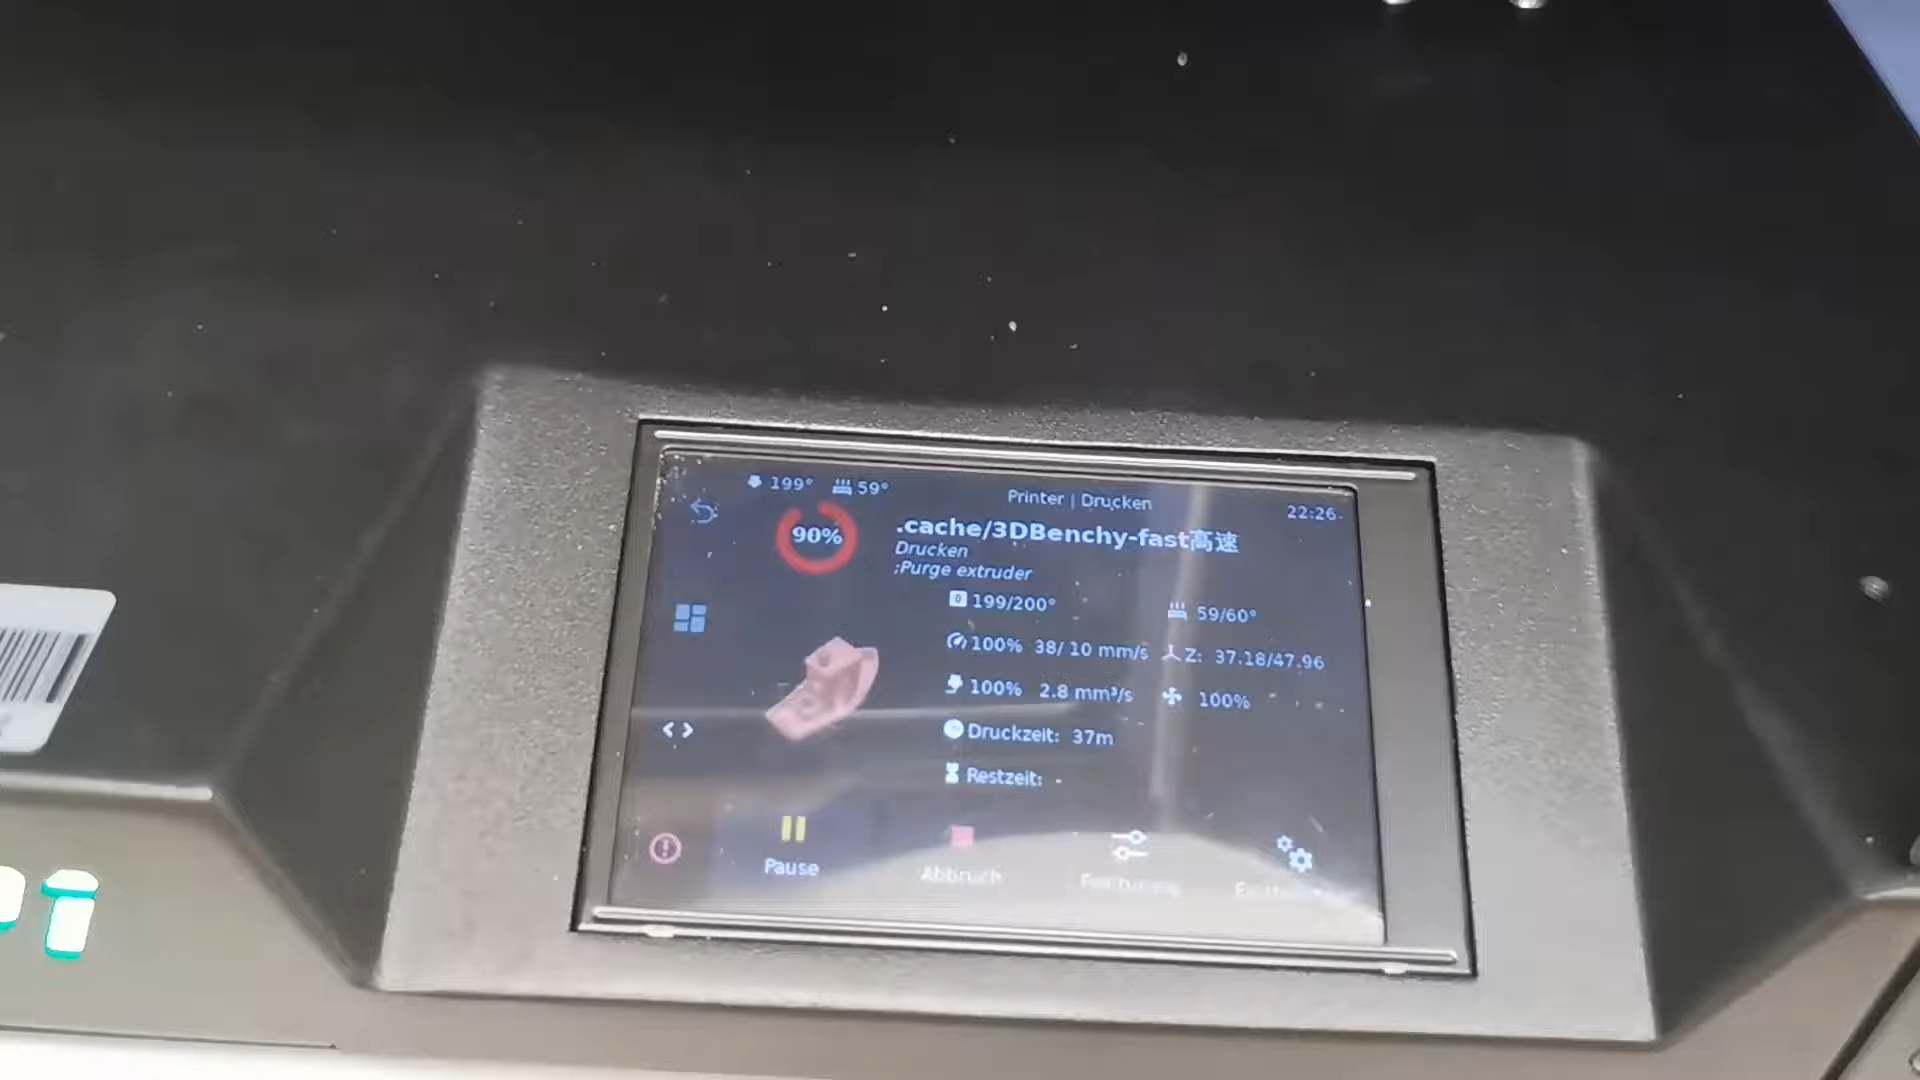 199° 59°
Printer | Drucken
22:26
90%
.cache/3DBenchy-fast高速
Drucken
;Purge extruder
0 199/200° 59/60°
100% 38/ 10 mm/s Z: 37.18/47.96
100% 2.8 mm³/s 100%
Druckzeit: 37m
Restzeit: -
Pause
Abbruch